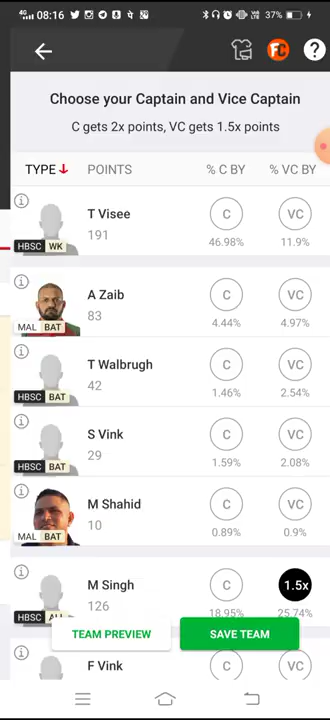 4G 08:16 37%
FC ?
Choose your Captain and Vice Captain
C gets 2x points, VC gets 1.5x points
TYPE POINTS % C BY % VC BY
T Visee
191
HBSC WK
C VC
46.98% 11.9%
A Zaib
83
MAL BAT
C VC
4.44% 4.97%
T Walbrugh
42
HBSC BAT
C VC
1.46% 2.54%
S Vink
29
HBSC BAT
C VC
1.59% 2.08%
M Shahid
10
MAL BAT
C VC
0.89% 0.9%
M Singh
126
HBSC
C 1.5x
18.95% 25.74%
TEAM PREVIEW SAVE TEAM
F Vink
C VC